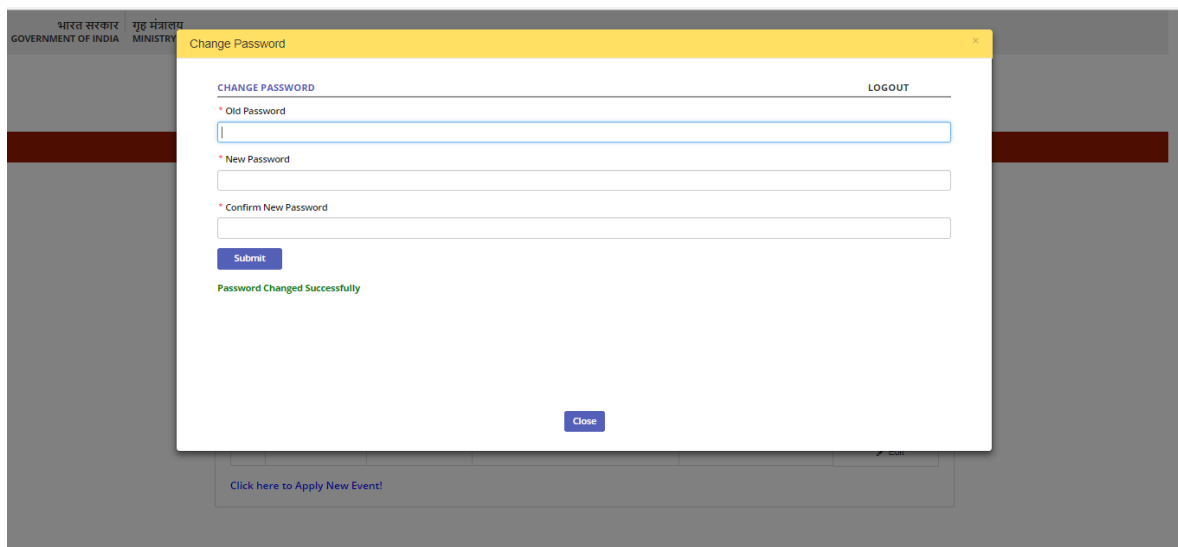 भारत सरकार गृह मंत्रालय
GOVERNMENT OF INDIA MINISTRY
Change Password ×
CHANGE PASSWORD LOGOUT
* Old Password
* New Password
* Confirm New Password
Submit
Password Changed Successfully
Close
Edit
Click here to Apply New Event!